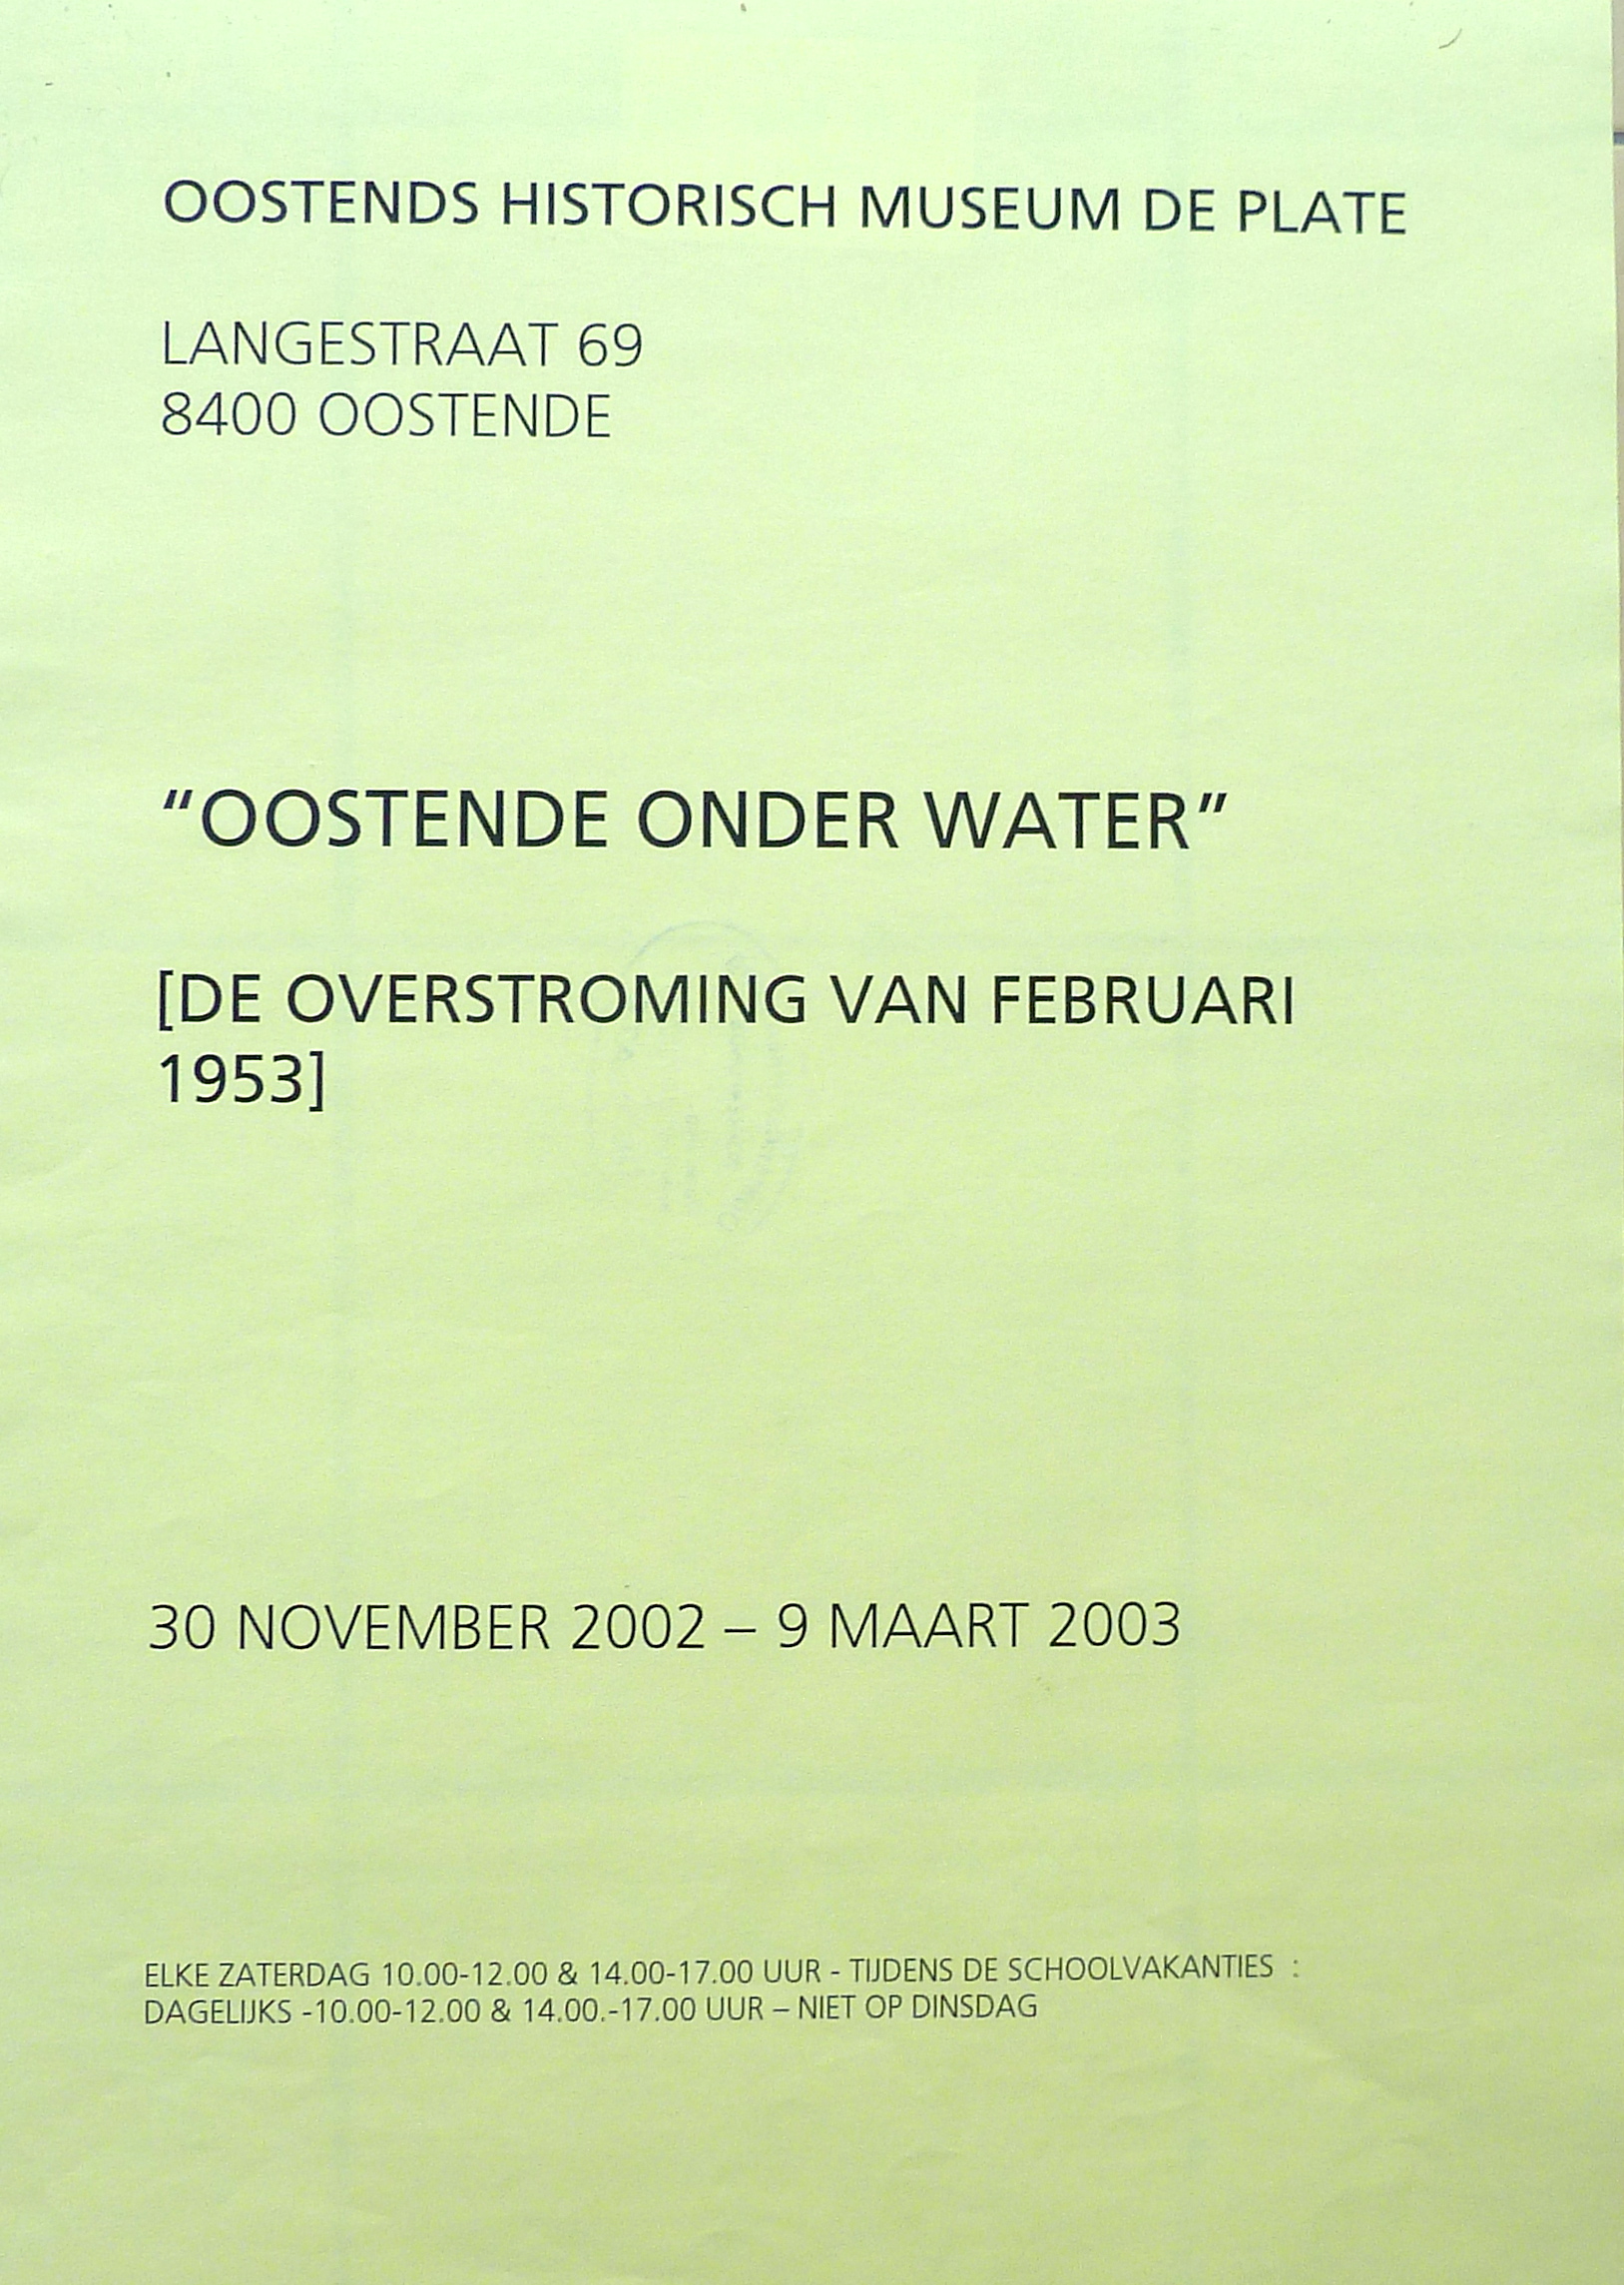 OOSTENDS HISTORISCH MUSEUM DE PLATE
LANGESTRAAT 69
8400 OOSTENDE
“OOSTENDE ONDER WATER”
[DE OVERSTROMING VAN FEBRUARI
1953]
30 NOVEMBER 2002 – 9 MAART 2003
ELKE ZATERDAG 10.00-12.00 & 14.00-17.00 UUR - TIJDENS DE SCHOOLVAKANTIES :
DAGELIJKS -10.00-12.00 & 14.00.-17.00 UUR – NIET OP DINSDAG